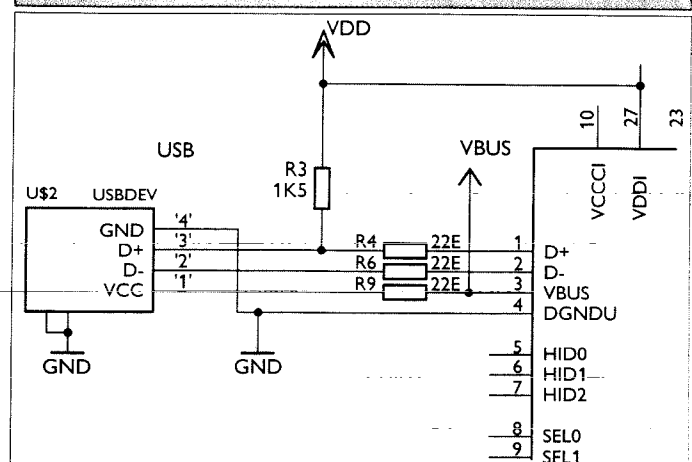 VDD
USB
VBUS
R3
1K5
10
27
23
VCCCI
VDDI
U$2 USBDEV
GND '4'
D+ '3'
D- '2'
VCC '1'
R4 22E
R6 22E
R9 22E
1 D+
2 D-
3 VBUS
4 DGNDU
GND
GND
5 HID0
6 HID1
7 HID2
8 SEL0
9 SEL1